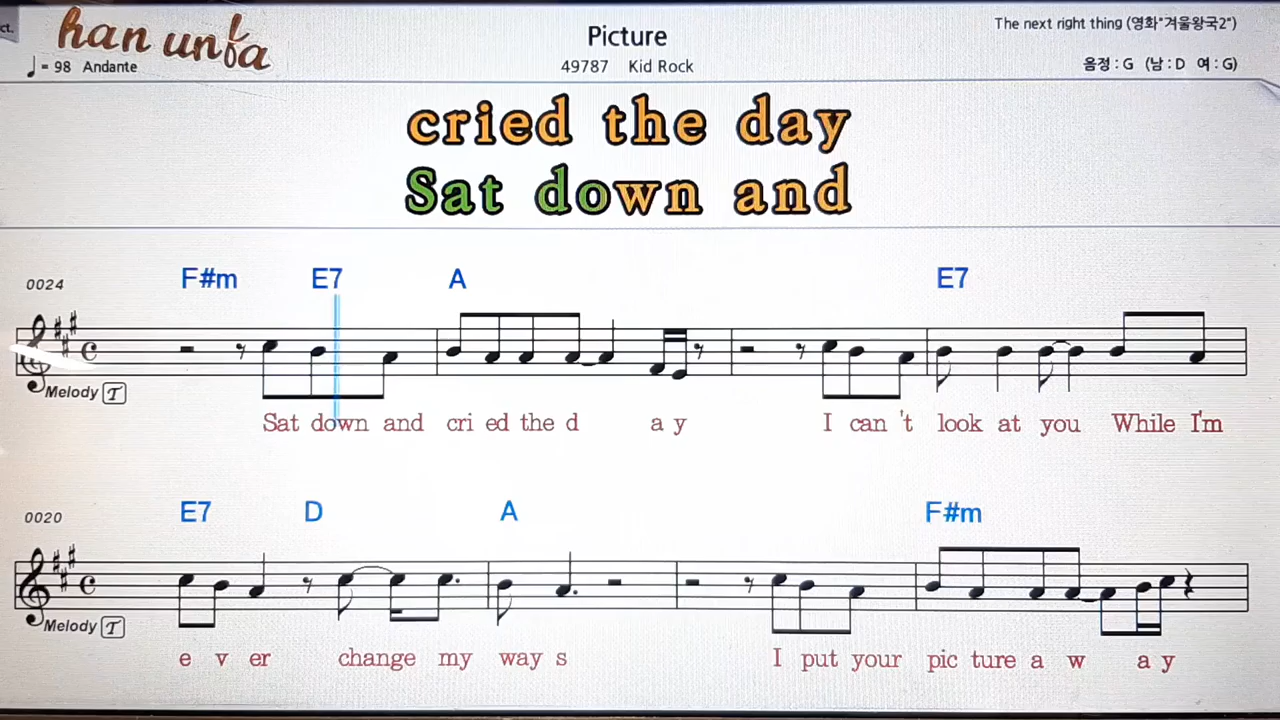 ct.
han unba
Picture
The next right thing (영화"겨울왕국2")
♩= 98 Andante
49787 Kid Rock
음정 : G (남 : D 여 : G)
cried the day
Sat down and
0024
F#m E7 A E7
Melody T
Sat down and cri ed the d a y I can 't look at you While I'm
0020
E7 D A F#m
Melody T
e v er change my way s I put your pic ture a w a y